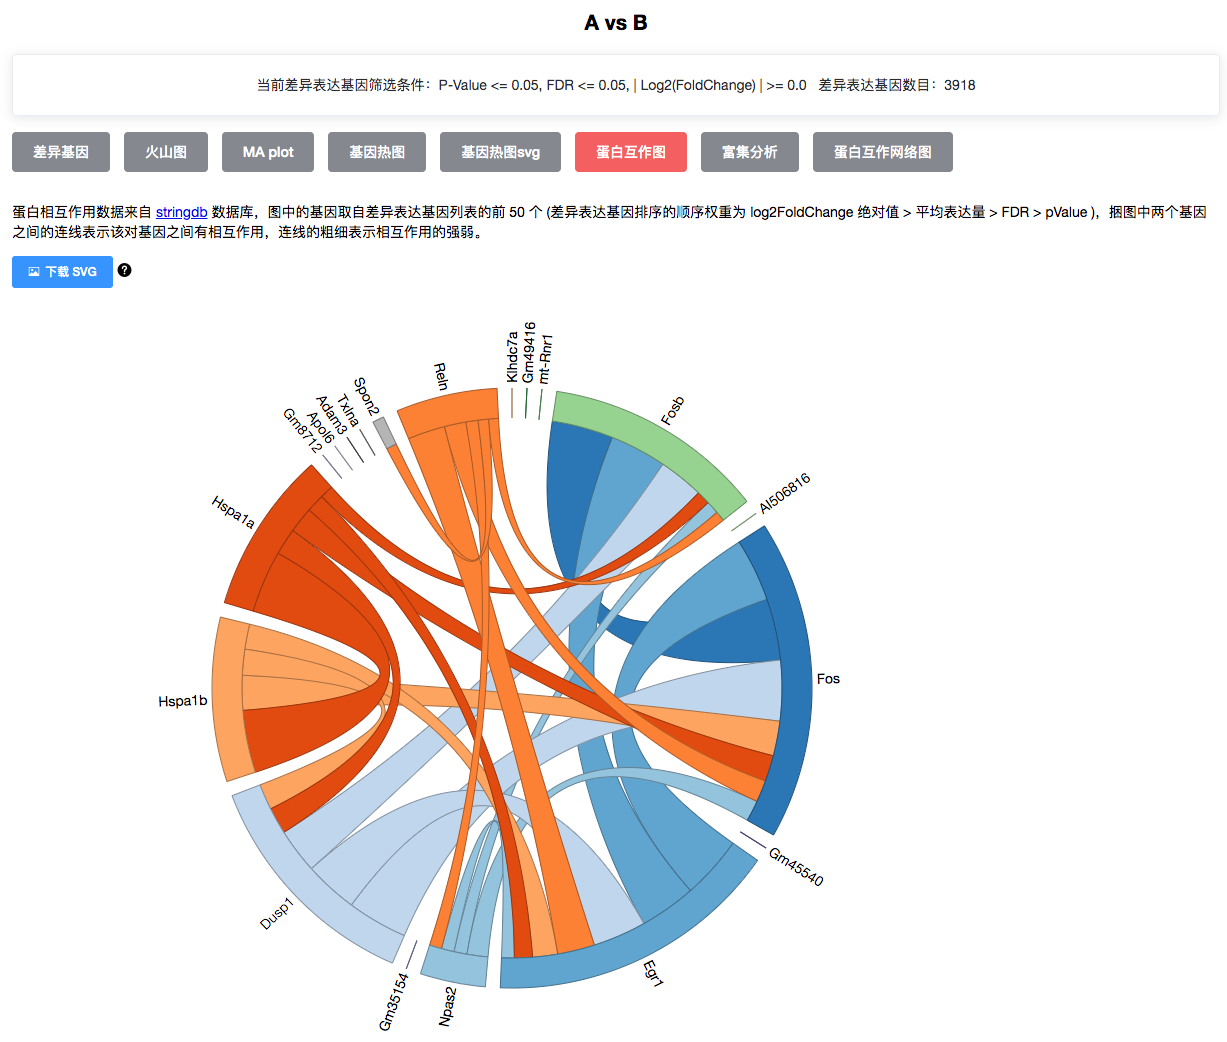 A vs B
当前差异表达基因筛选条件：P-Value <= 0.05, FDR <= 0.05, | Log2(FoldChange) | >= 0.0 差异表达基因数目：3918
差异基因 火山图 MA plot 基因热图 基因热图svg 蛋白互作图 富集分析 蛋白互作网络图
蛋白相互作用数据来自 stringdb 数据库，图中的基因取自差异表达基因列表的前 50 个 (差异表达基因排序的顺序权重为 log2FoldChange 绝对值 > 平均表达量 > FDR > pValue )，捆图中两个基因
之间的连线表示该对基因之间有相互作用，连线的粗细表示相互作用的强弱。
下载 SVG ?
Klhdc7a
Gm49416
mt-Rnr1
Reln
Spon2
Txlna
Adam3
Apol6
Gm8712
Fosb
AI506816
Hspa1a
Fos
Hspa1b
Gm45540
Dusp1
Egr1
Gm35154
Npas2